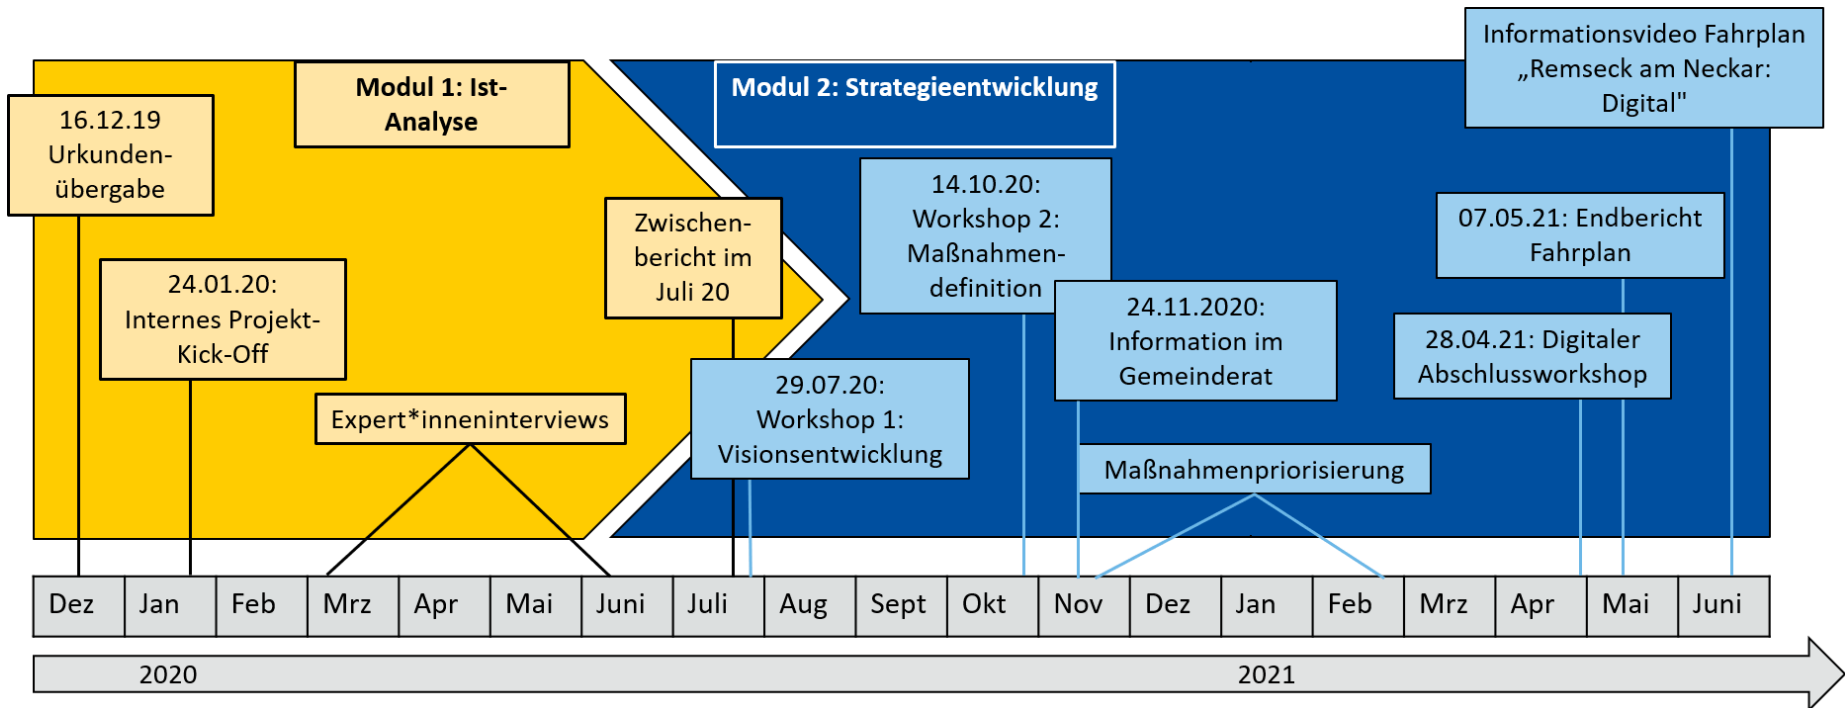 Modul 1: Ist-
Analyse
Modul 2: Strategieentwicklung
Informationsvideo Fahrplan
„Remseck am Neckar:
Digital"
16.12.19
Urkunden-
übergabe
24.01.20:
Internes Projekt-
Kick-Off
Expert*inneninterviews
Zwischen-
bericht im
Juli 20
29.07.20:
Workshop 1:
Visionsentwicklung
14.10.20:
Workshop 2:
Maßnahmen-
definition
24.11.2020:
Information im
Gemeinderat
Maßnahmenpriorisierung
07.05.21: Endbericht
Fahrplan
28.04.21: Digitaler
Abschlussworkshop
Dez Jan Feb Mrz Apr Mai Juni Juli Aug Sept Okt Nov Dez Jan Feb Mrz Apr Mai Juni
2020 2021